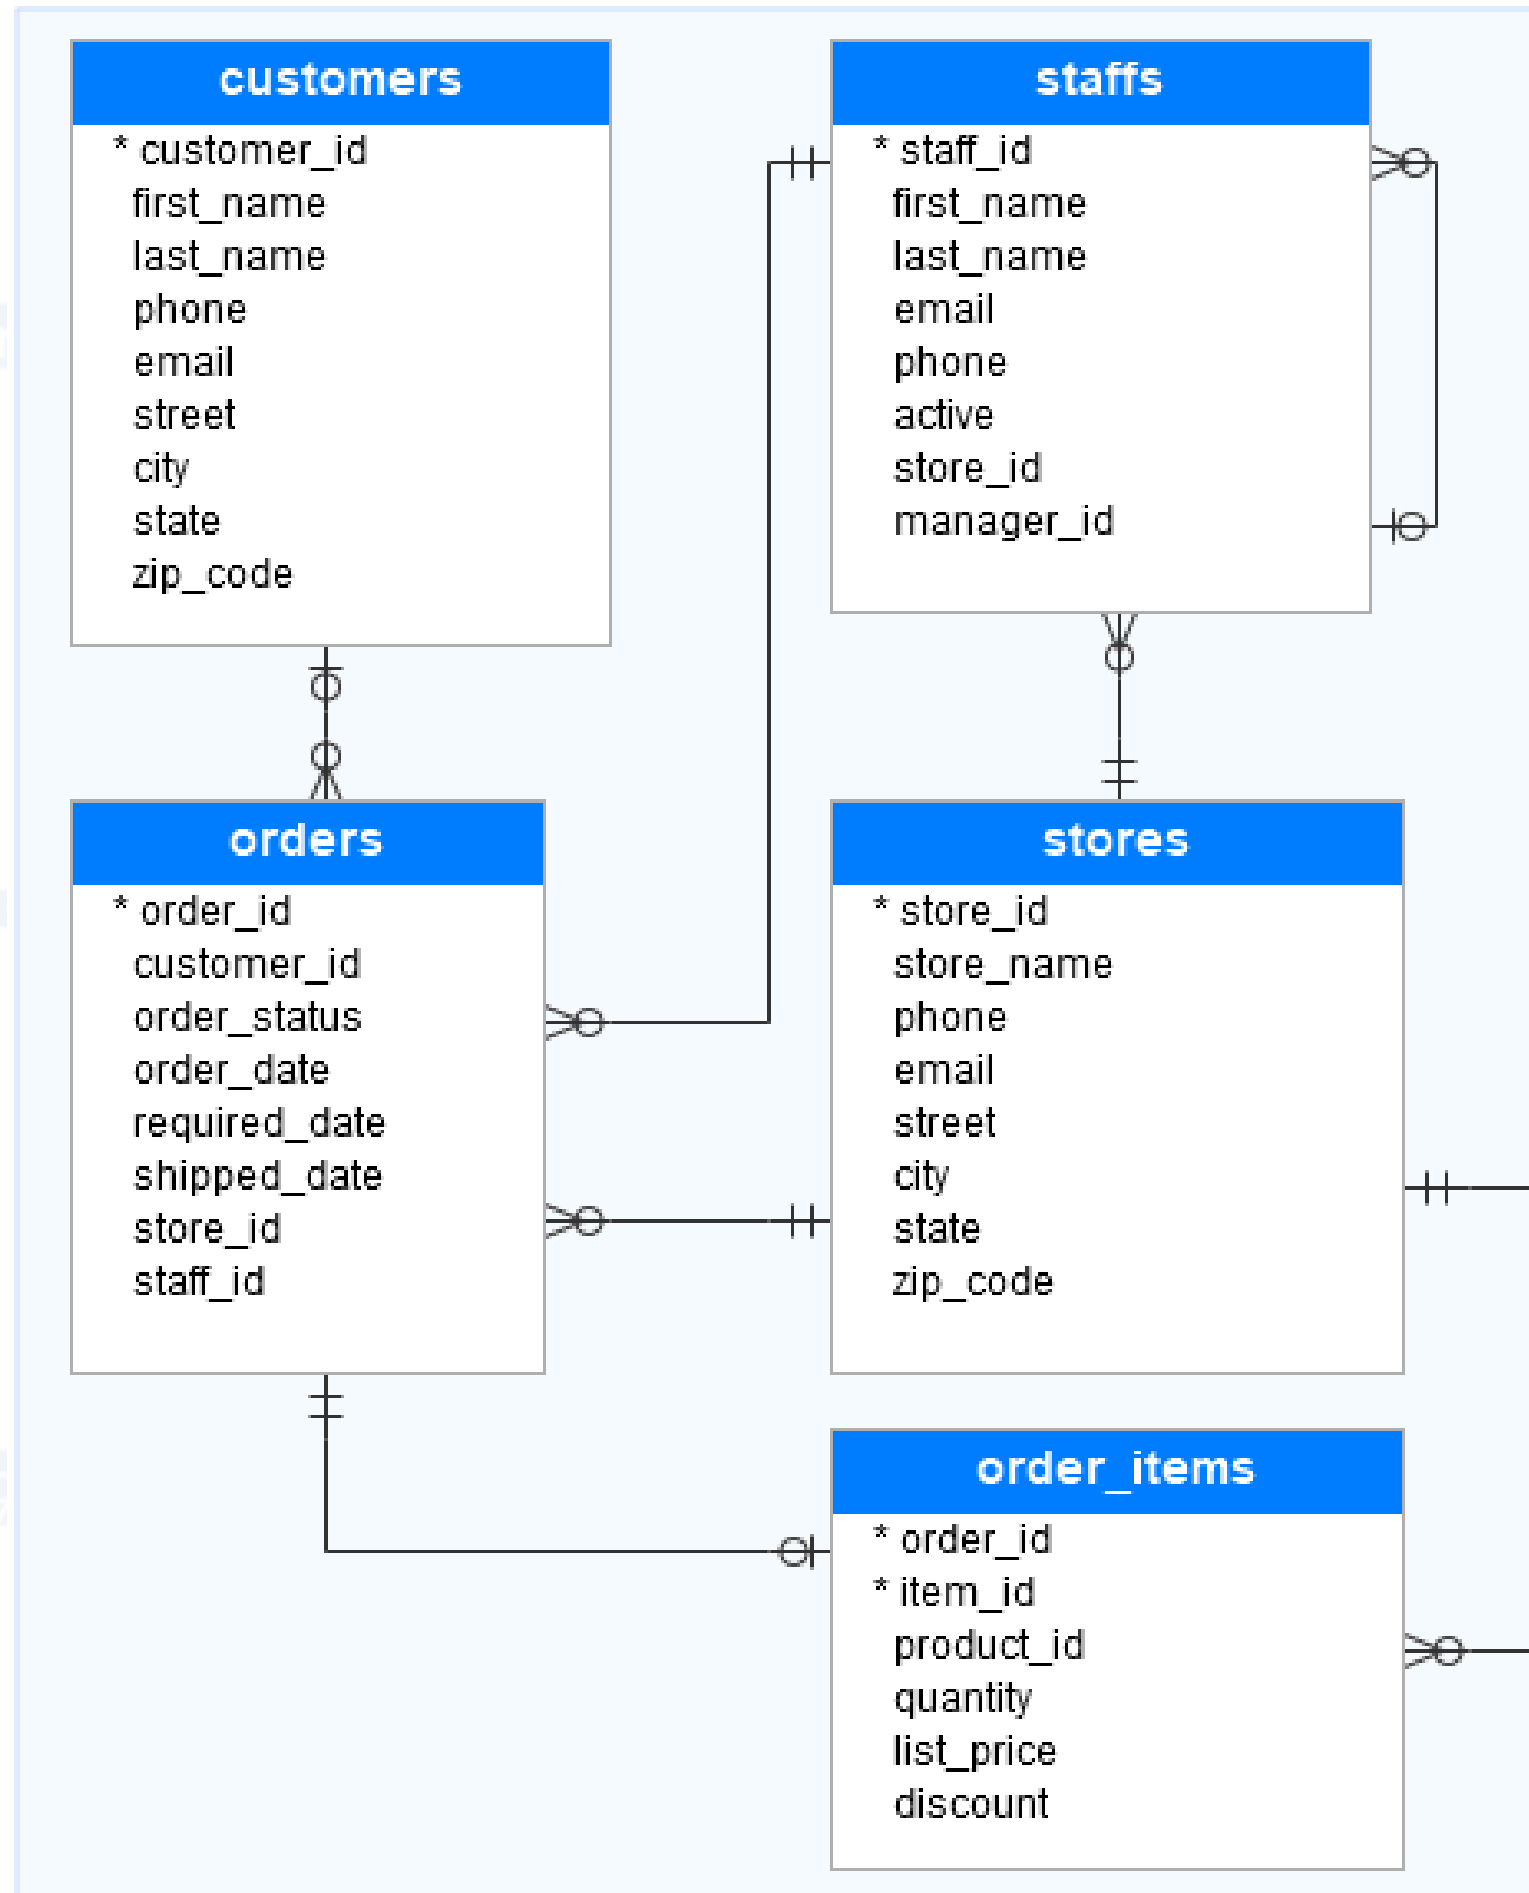 customers
* customer_id
first_name
last_name
phone
email
street
city
state
zip_code
staffs
* staff_id
first_name
last_name
email
phone
active
store_id
manager_id
orders
* order_id
customer_id
order_status
order_date
required_date
shipped_date
store_id
staff_id
stores
* store_id
store_name
phone
email
street
city
state
zip_code
order_items
* order_id
* item_id
product_id
quantity
list_price
discount